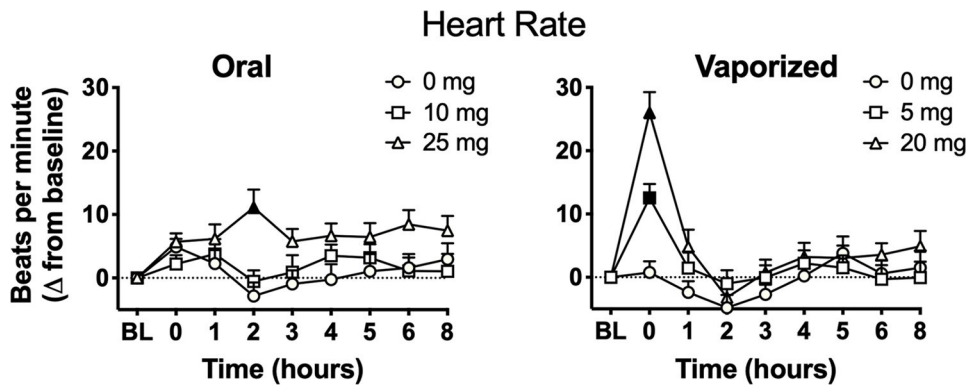 Heart Rate
Oral
0 mg
10 mg
25 mg
Beats per minute
(Δ from baseline)
30
20
10
0
BL 0 1 2 3 4 5 6 8
Time (hours)
Vaporized
0 mg
5 mg
20 mg
30
20
10
0
BL 0 1 2 3 4 5 6 8
Time (hours)